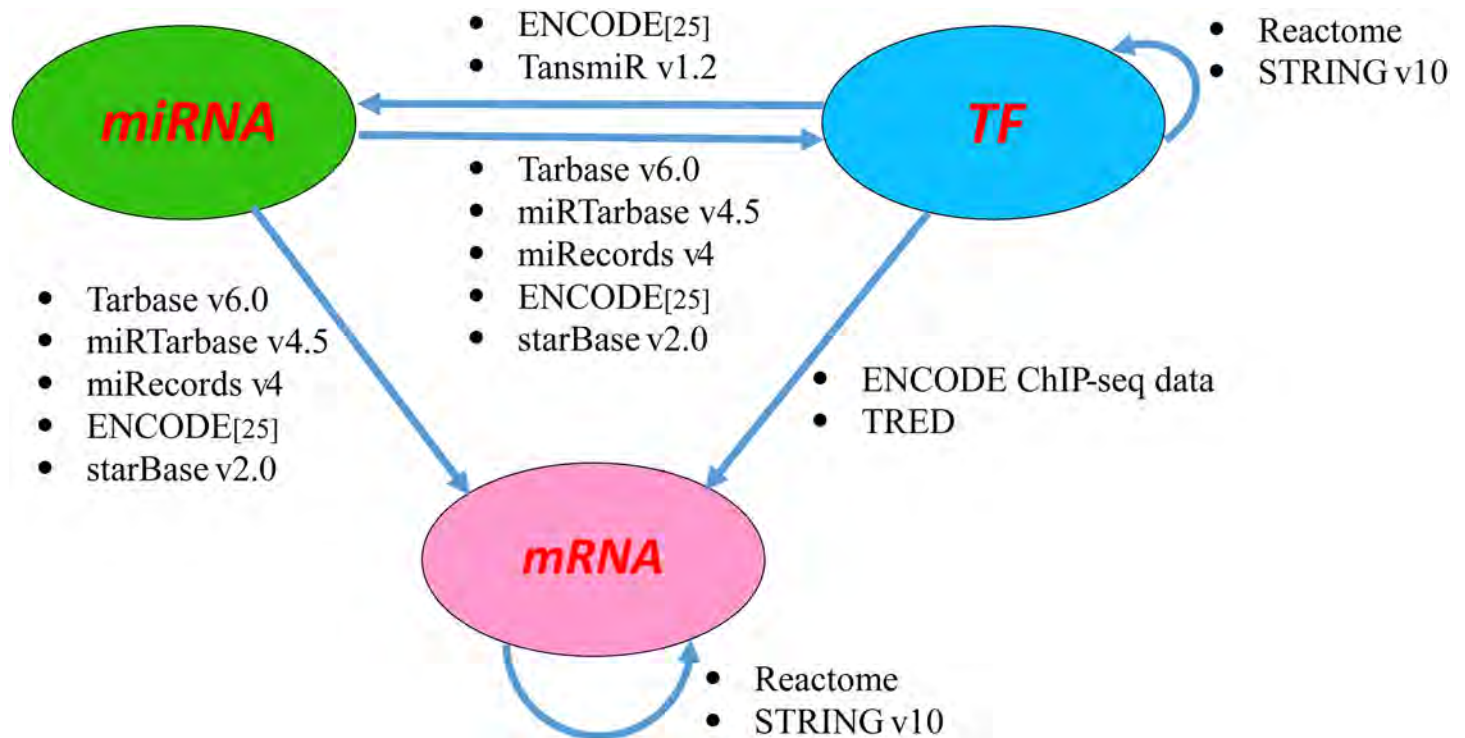 miRNA
• ENCODE[25]
• TansmiR v1.2
TF
• Reactome
• STRING v10
• Tarbase v6.0
• miRTarbase v4.5
• miRecords v4
• ENCODE[25]
• starBase v2.0
• Tarbase v6.0
• miRTarbase v4.5
• miRecords v4
• ENCODE[25]
• starBase v2.0
• ENCODE ChIP-seq data
• TRED
mRNA
• Reactome
• STRING v10